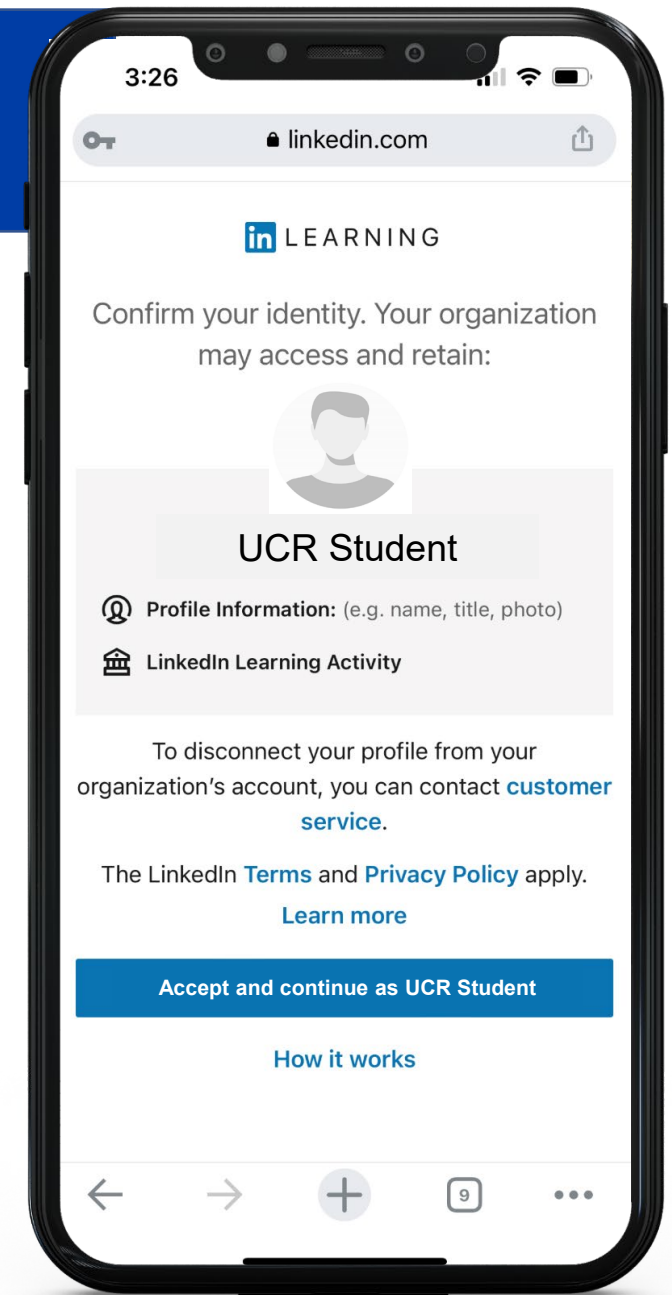 3:26
linkedin.com
in LEARNING
Confirm your identity. Your organization
may access and retain:
UCR Student
Profile Information: (e.g. name, title, photo)
LinkedIn Learning Activity
To disconnect your profile from your
organization's account, you can contact customer
service.
The LinkedIn Terms and Privacy Policy apply.
Learn more
Accept and continue as UCR Student
How it works
9